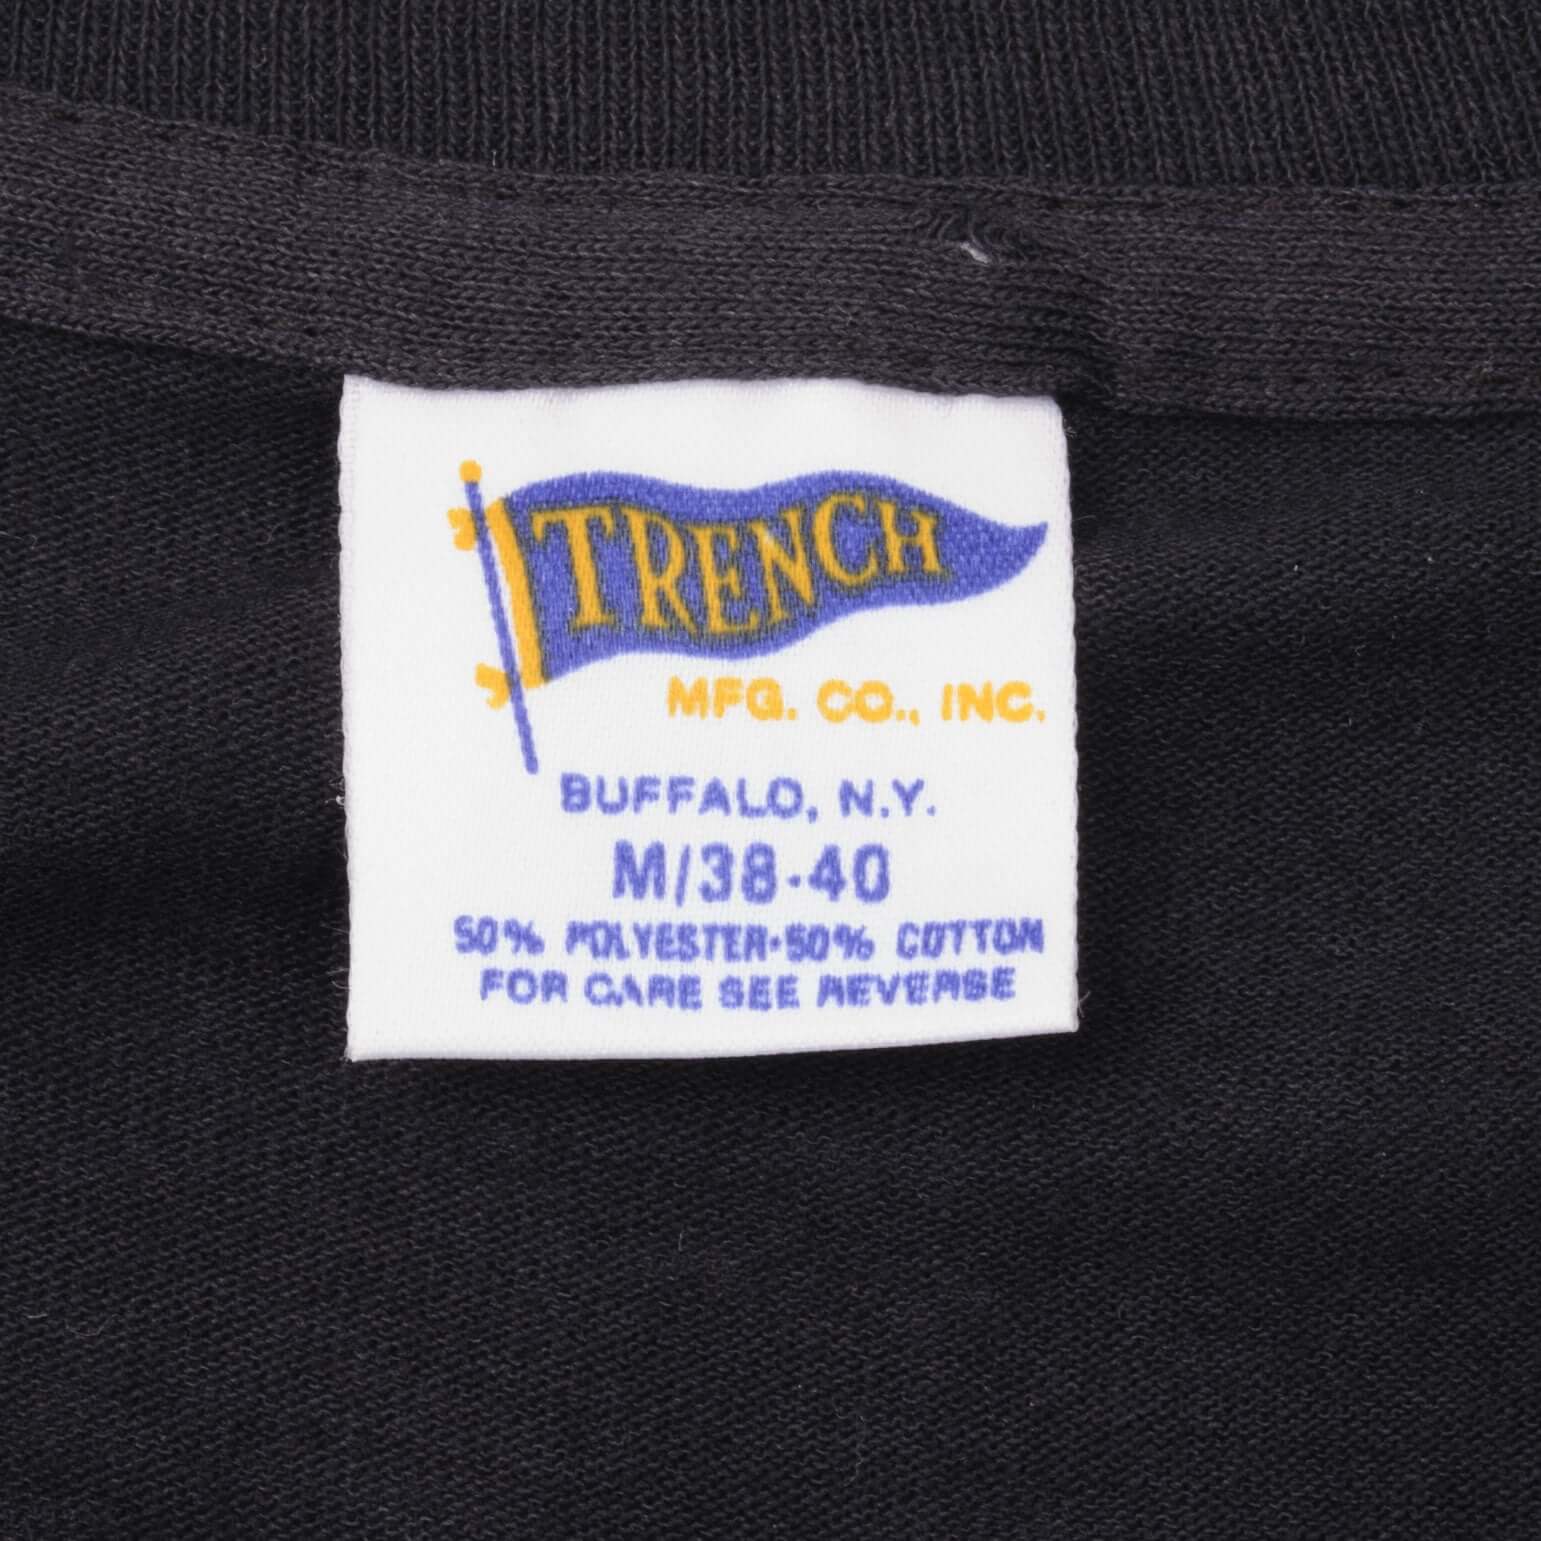 TRENCH
MFG. CO., INC.
BUFFALO, N.Y.
M/38-40
50% POLYESTER•50% COTTON
FOR CARE SEE REVERSE